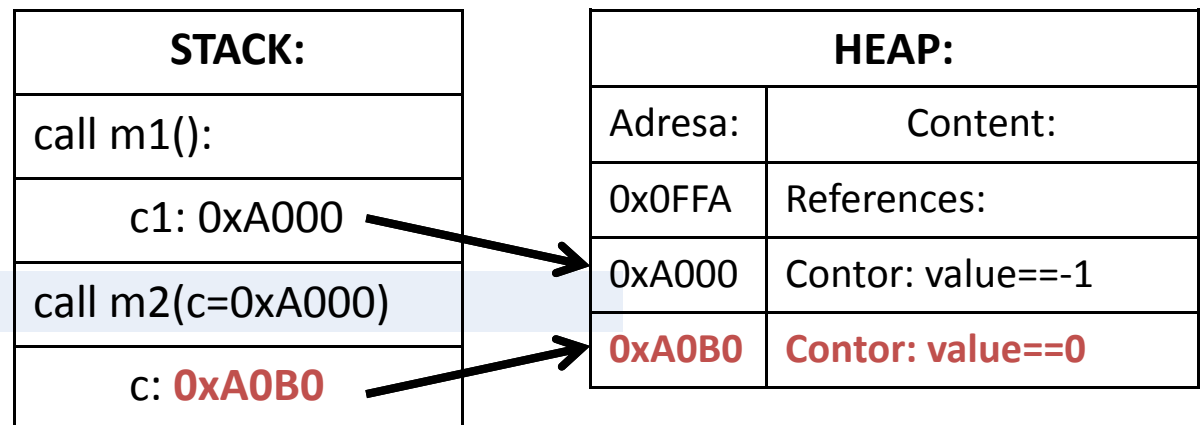 STACK:
call m1():
c1: 0xA000
call m2(c=0xA000)
c: 0xA0B0
HEAP:
Adresa: Content:
0x0FFA References:
0xA000 Contor: value==-1
0xA0B0 Contor: value==0